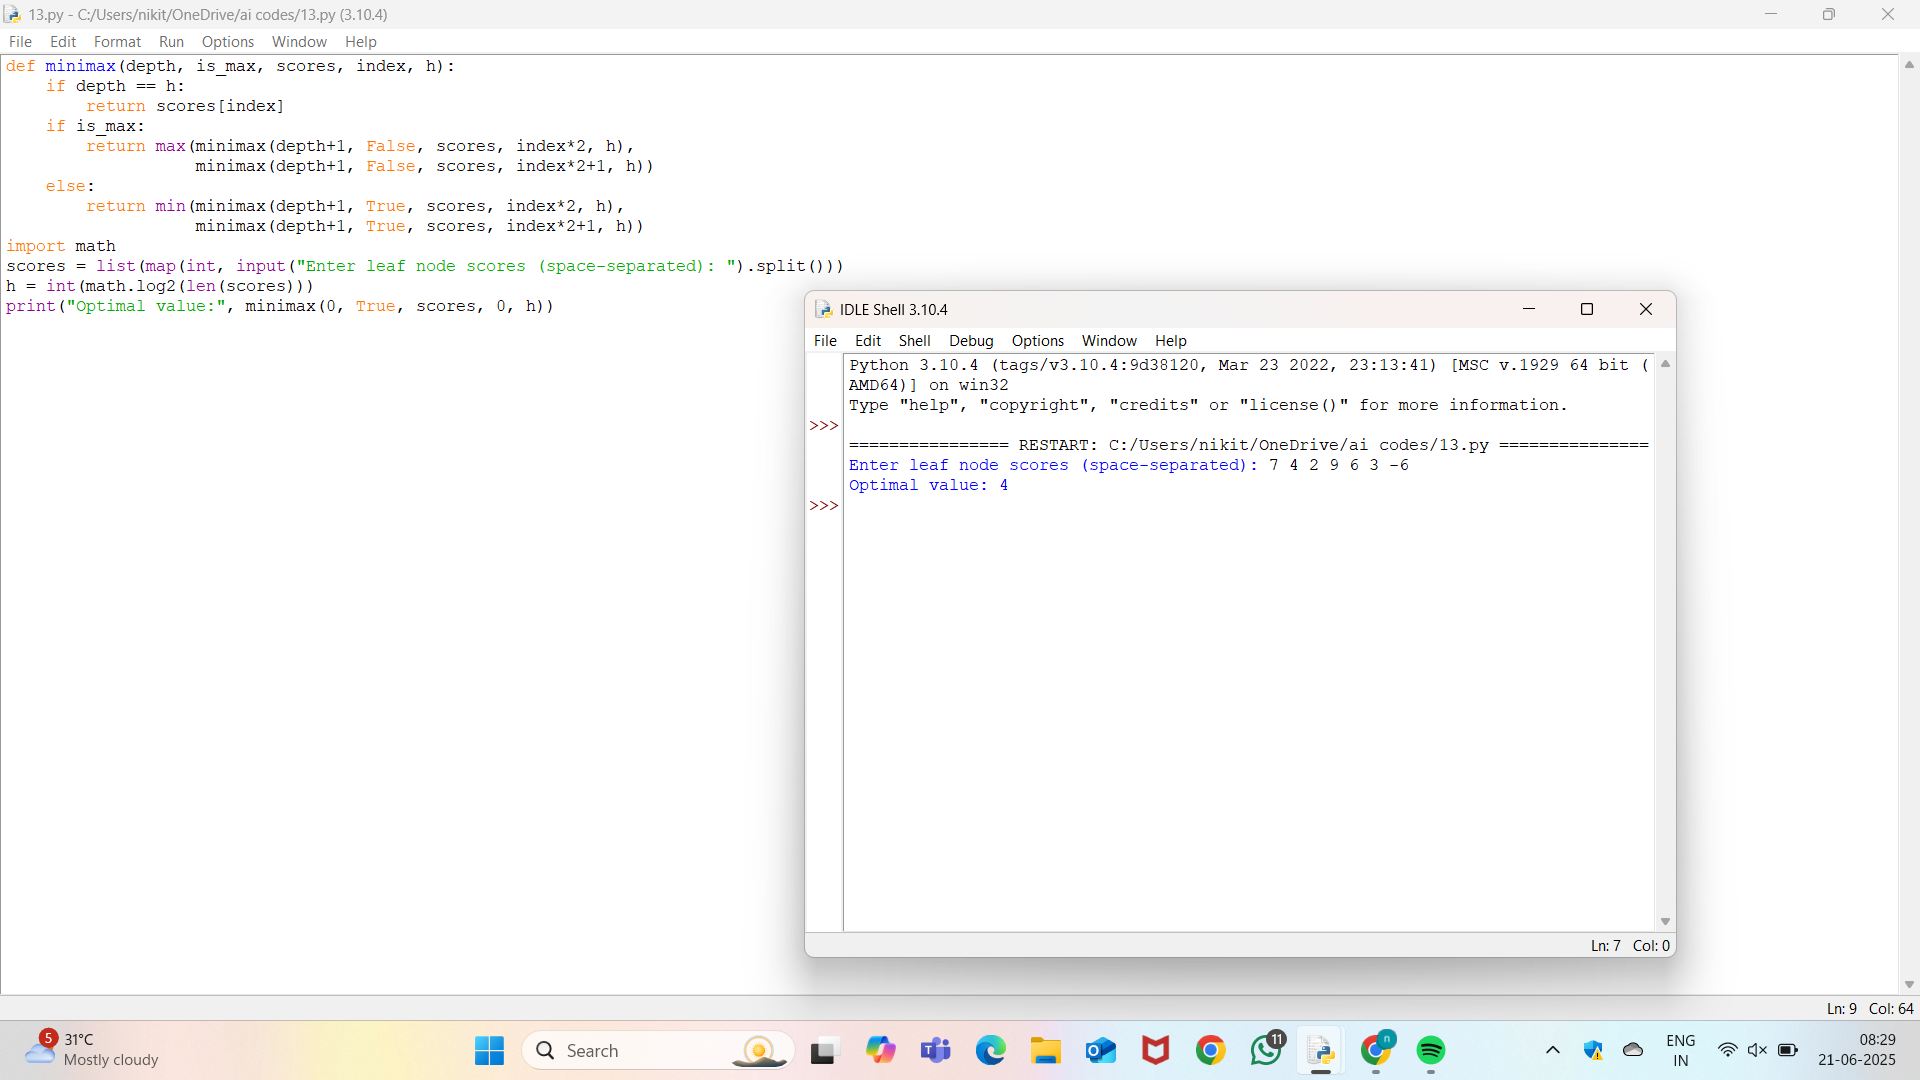 13.py - C:/Users/nikit/OneDrive/ai codes/13.py (3.10.4)
File Edit Format Run Options Window Help
def minimax(depth, is_max, scores, index, h):
    if depth == h:
        return scores[index]
    if is_max:
        return max(minimax(depth+1, False, scores, index*2, h),
                   minimax(depth+1, False, scores, index*2+1, h))
    else:
        return min(minimax(depth+1, True, scores, index*2, h),
                   minimax(depth+1, True, scores, index*2+1, h))
import math
scores = list(map(int, input("Enter leaf node scores (space-separated): ").split()))
h = int(math.log2(len(scores)))
print("Optimal value:", minimax(0, True, scores, 0, h))
IDLE Shell 3.10.4
File Edit Shell Debug Options Window Help
Python 3.10.4 (tags/v3.10.4:9d38120, Mar 23 2022, 23:13:41) [MSC v.1929 64 bit (
AMD64)] on win32
Type "help", "copyright", "credits" or "license()" for more information.
>>>
================ RESTART: C:/Users/nikit/OneDrive/ai codes/13.py ===============
Enter leaf node scores (space-separated): 7 4 2 9 6 3 -6
Optimal value: 4
>>>
Ln: 7 Col: 0
Ln: 9 Col: 64
5
31°C
Mostly cloudy
Search
11
n
ENG
IN
08:29
21-06-2025